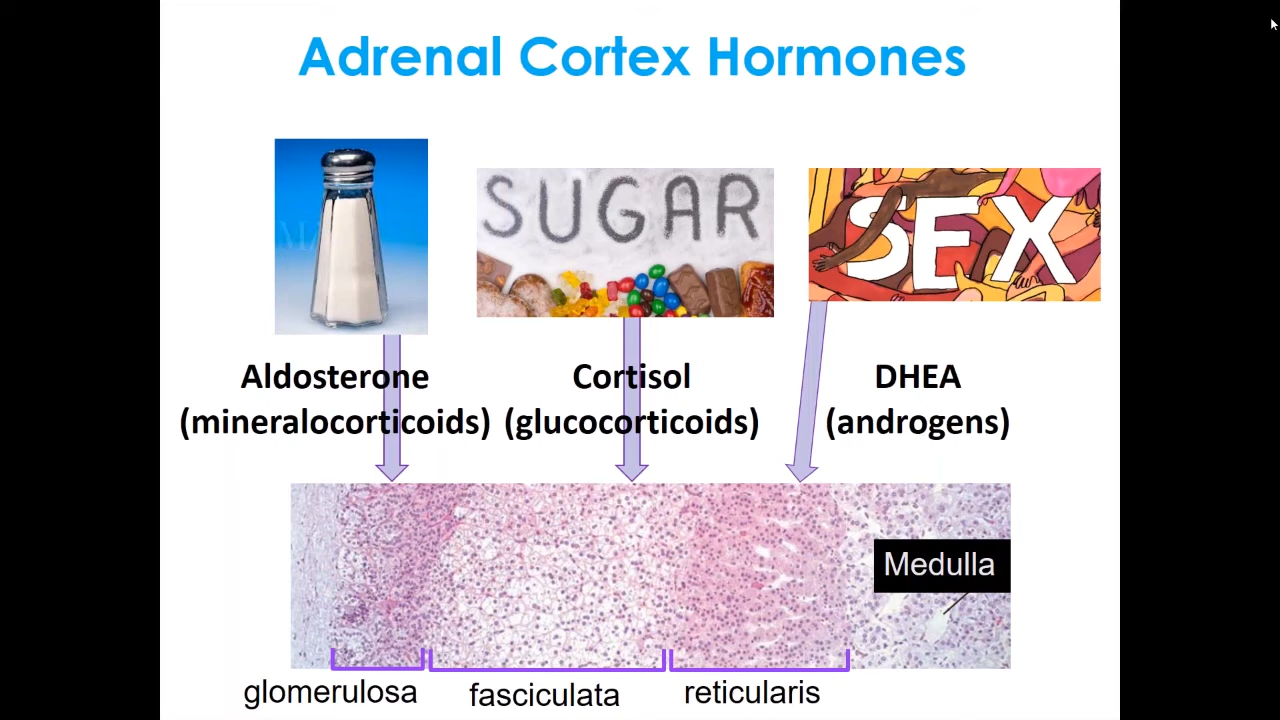 Adrenal Cortex Hormones
SUGAR
SEX
Aldosterone
(mineralocorticoids)
Cortisol
(glucocorticoids)
DHEA
(androgens)
Medulla
glomerulosa
fasciculata
reticularis